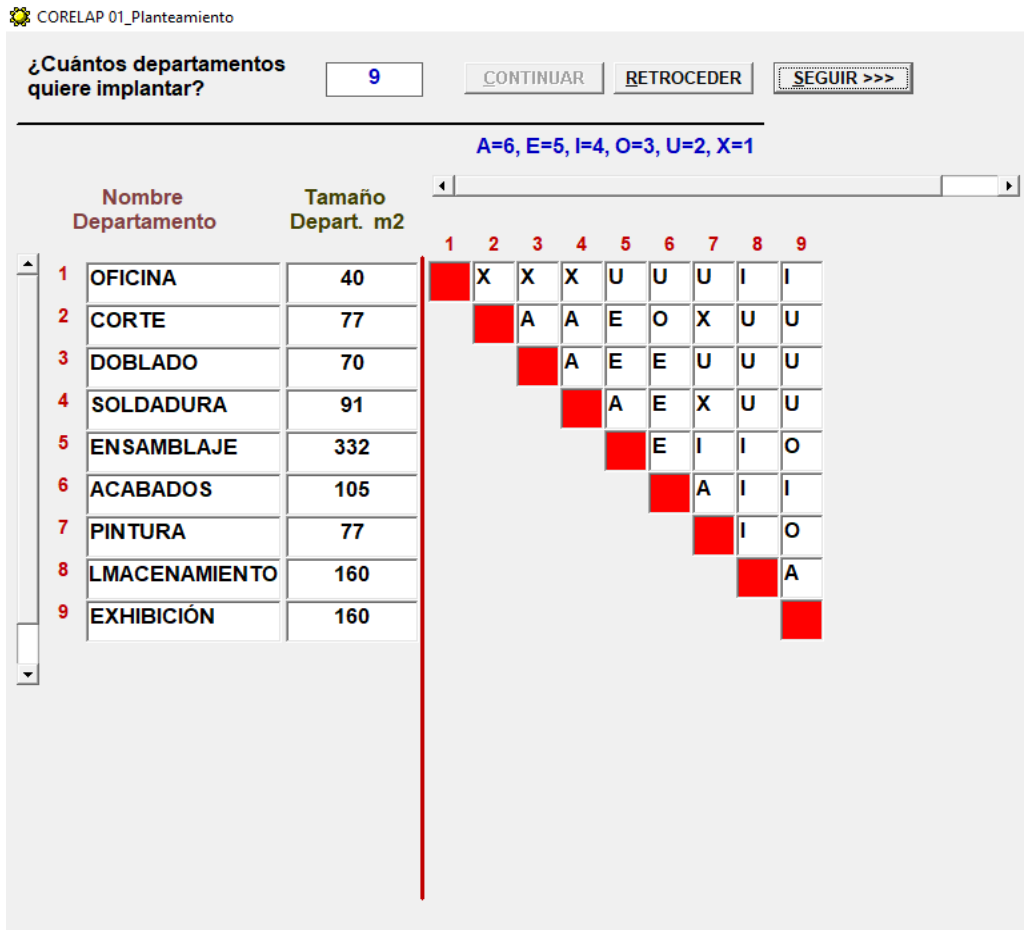 CORELAP 01_Planteamiento
¿Cuántos departamentos
quiere implantar?
9
CONTINUAR
RETROCEDER
SEGUIR >>>
A=6, E=5, I=4, O=3, U=2, X=1
Nombre
Departamento
Tamaño
Depart. m2
1 2 3 4 5 6 7 8 9
1 OFICINA 40 X X X U U U I I
2 CORTE 77 A A E O X U U
3 DOBLADO 70 A E E U U U
4 SOLDADURA 91 A E X U U
5 ENSAMBLAJE 332 E I I O
6 ACABADOS 105 A I I
7 PINTURA 77 I O
8 LMACENAMIENTO 160 A
9 EXHIBICIÓN 160